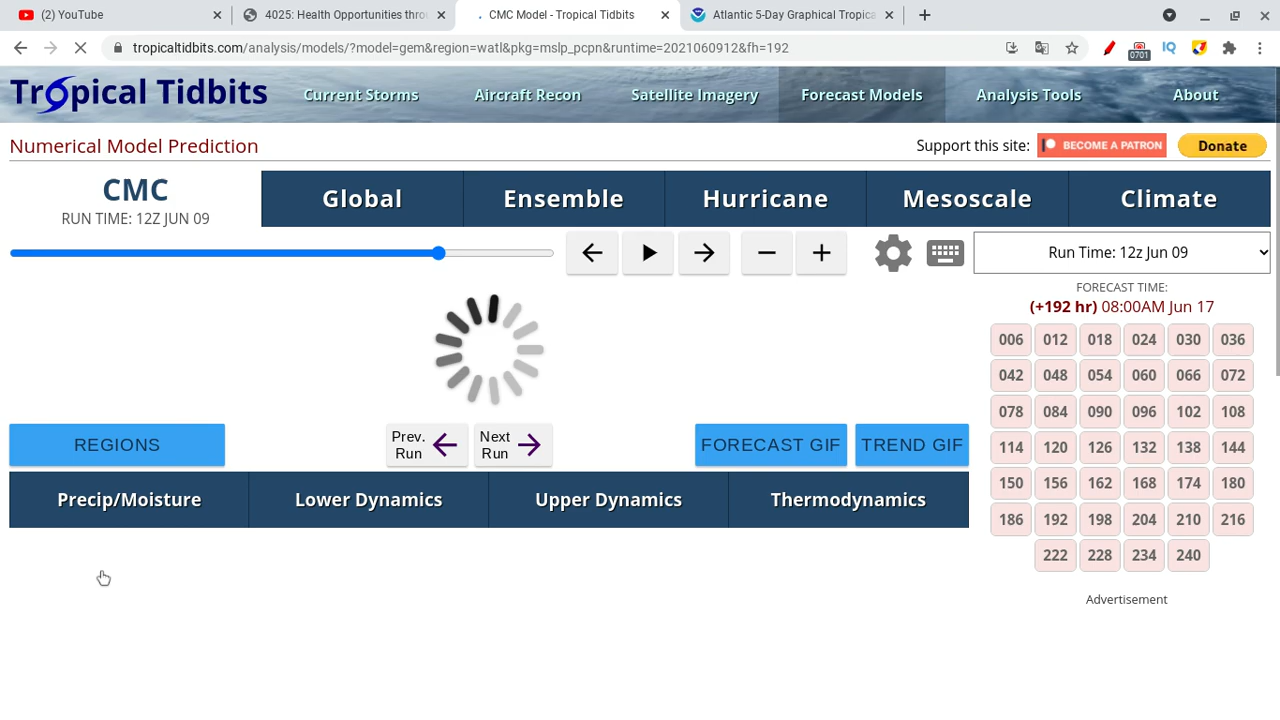 (2) YouTube
4025: Health Opportunities thro
CMC Model - Tropical Tidbits
Atlantic 5-Day Graphical Tropica
tropicaltidbits.com/analysis/models/?model=gem&region=watl&pkg=mslp_pcpn&runtime=2021060912&fh=192
0701
IQ
Tropical Tidbits
Current Storms
Aircraft Recon
Satellite Imagery
Forecast Models
Analysis Tools
About
Numerical Model Prediction
Support this site:
BECOME A PATRON
Donate
CMC
RUN TIME: 12Z JUN 09
Global
Ensemble
Hurricane
Mesoscale
Climate
Run Time: 12z Jun 09
FORECAST TIME:
(+192 hr) 08:00AM Jun 17
006 012 018 024 030 036
042 048 054 060 066 072
078 084 090 096 102 108
114 120 126 132 138 144
150 156 162 168 174 180
186 192 198 204 210 216
222 228 234 240
REGIONS
Prev.
Run
Next
Run
FORECAST GIF
TREND GIF
Precip/Moisture
Lower Dynamics
Upper Dynamics
Thermodynamics
Advertisement